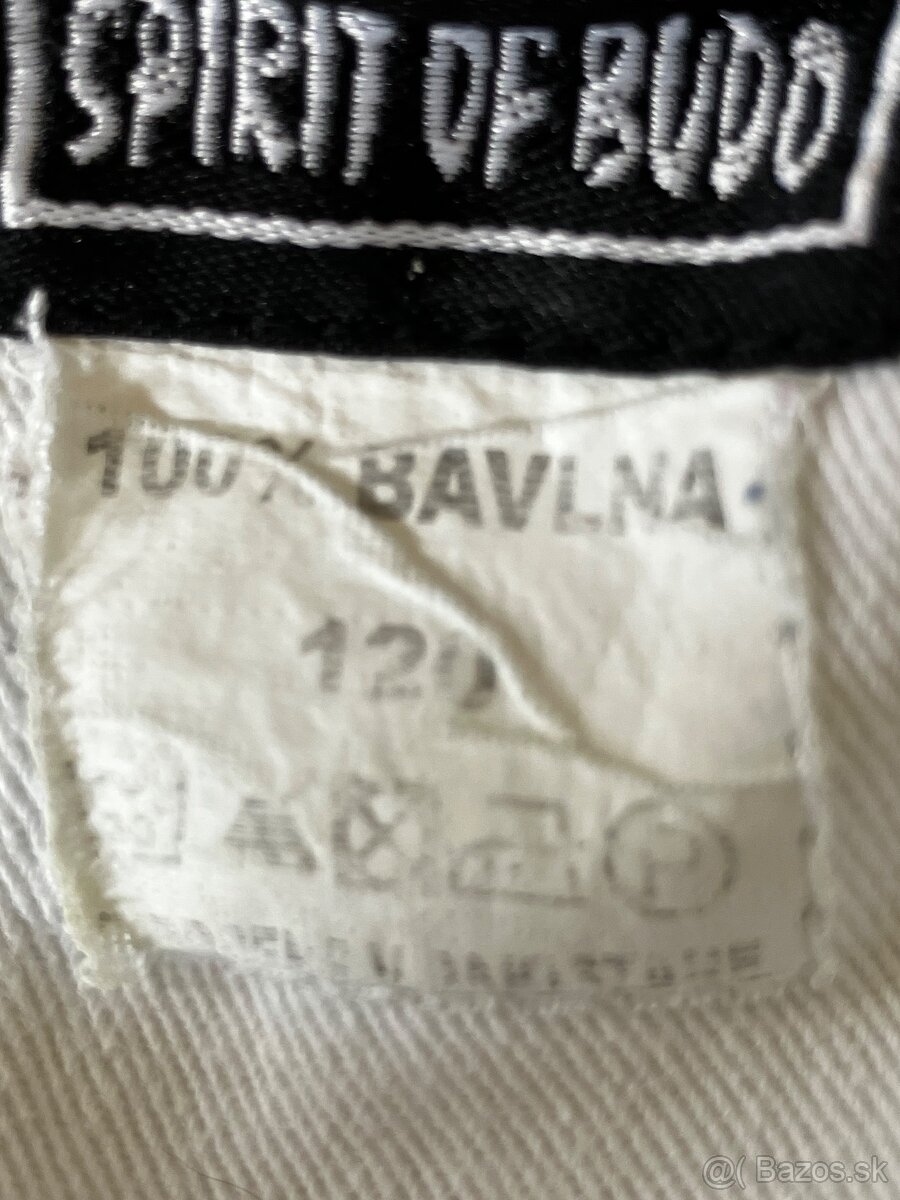 SPIRIT OF BUDO
100% BAVLNA
120
P
@( Bazos.sk